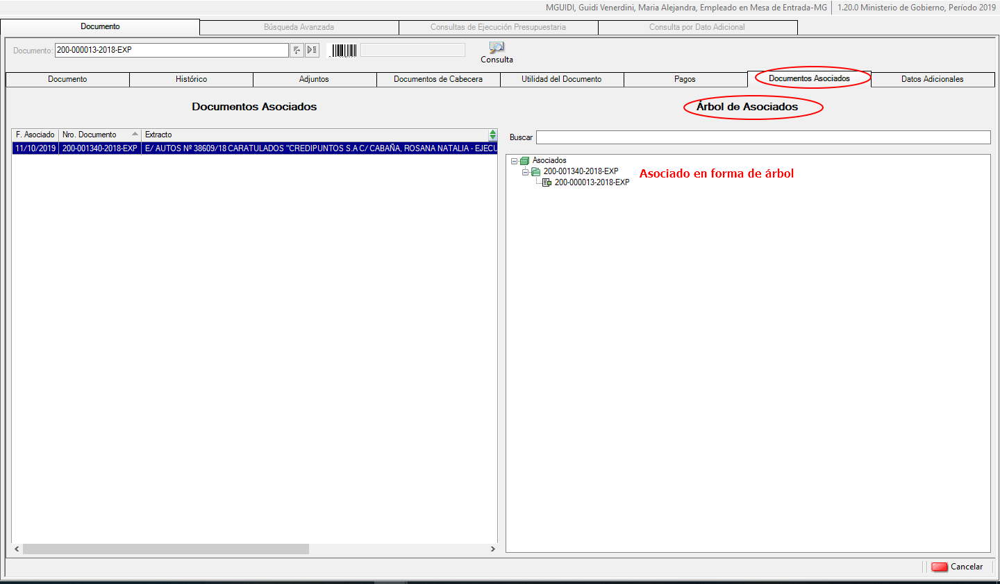 MGUIDI, Guidi Venerdini, Maria Alejandra, Empleado en Mesa de Entrada-MG 1.20.0 Ministerio de Gobierno, Período 2019
Documento Búsqueda Avanzada Consultas de Ejecución Presupuestaria Consulta por Dato Adicional
Documento: 200-000013-2018-EXP
Consulta
Documento Histórico Adjuntos Documentos de Cabecera Utilidad del Documento Pagos Documentos Asociados Datos Adicionales
Documentos Asociados
F. Asociado Nro. Documento Extracto
11/10/2019 200-001340-2018-EXP E/ AUTOS Nº 38609/18 CARATULADOS "CREDIPUNTOS S.A C/ CABAÑA, ROSANA NATALIA - EJECU
Árbol de Asociados
Buscar
Asociados
200-001340-2018-EXP
200-000013-2018-EXP
Asociado en forma de árbol
Cancelar